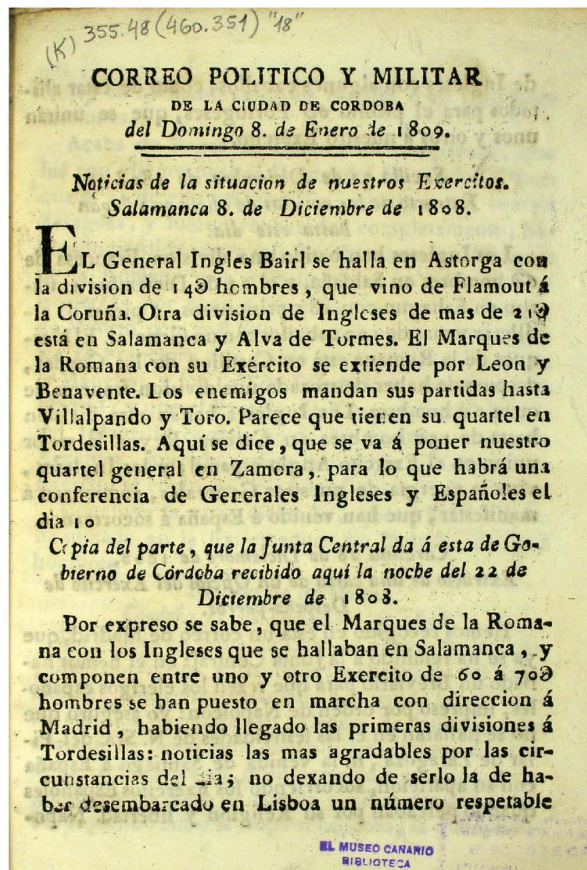 (K) 355.48 (460.351) "18"
CORREO POLITICO Y MILITAR
DE LA CIUDAD DE CORDOBA
del Domingo 8. de Enero de 1809.
Noticias de la situacion de nuestros Exercitos.
Salamanca 8. de Diciembre de 1808.
EL General Ingles Bairl se halla en Astorga con
la division de 14Ꮽ hombres, que vino de Flamout á
la Coruña. Otra division de Ingleses de mas de 21Ꮽ
está en Salamanca y Alva de Tormes. El Marques de
la Romana con su Exército se extiende por Leon y
Benavente. Los enemigos mandan sus partidas hasta
Villalpando y Toro. Parece que tienen su quartel en
Tordesillas. Aquí se dice, que se va á poner nuestro
quartel general en Zamora, para lo que habrá una
conferencia de Generales Ingleses y Españoles el
dia 10
Copia del parte, que la Junta Central da á esta de Go-
bierno de Córdoba recibido aquí la noche del 22 de
Diciembre de 1808.
Por expreso se sabe, que el Marques de la Roma-
na con los Ingleses que se hallaban en Salamanca, y
componen entre uno y otro Exercito de 60 á 70Ꮽ
hombres se han puesto en marcha con direccion á
Madrid, habiendo llegado las primeras divisiones á
Tordesillas: noticias las mas agradables por las cir-
cunstancias del dia; no dexando de serlo la de ha-
ber desembarcado en Lisboa un número respetable
EL MUSEO CANARIO
BIBLIOTECA